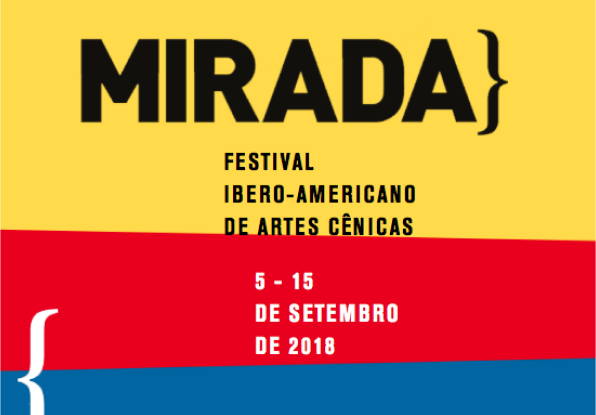 MIRADA}
FESTIVAL
IBERO-AMERICANO
DE ARTES CÊNICAS
5 - 15
DE SETEMBRO
DE 2018
{